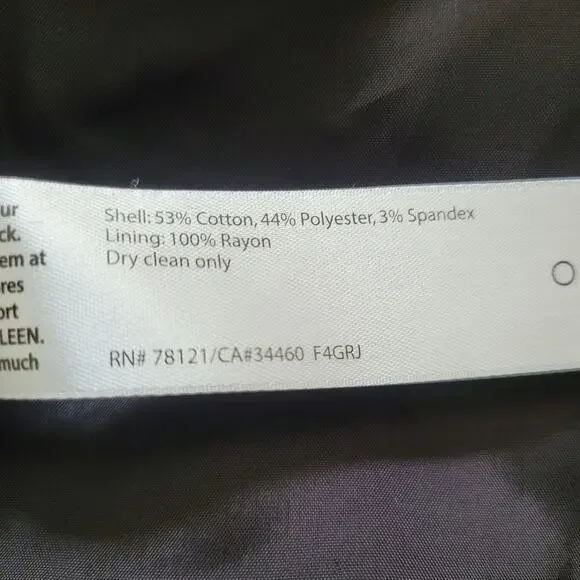 ur
ck.
em at
res
ort
LEEN.
much
Shell: 53% Cotton, 44% Polyester, 3% Spandex
Lining: 100% Rayon
Dry clean only
RN# 78121/CA#34460 F4GRJ